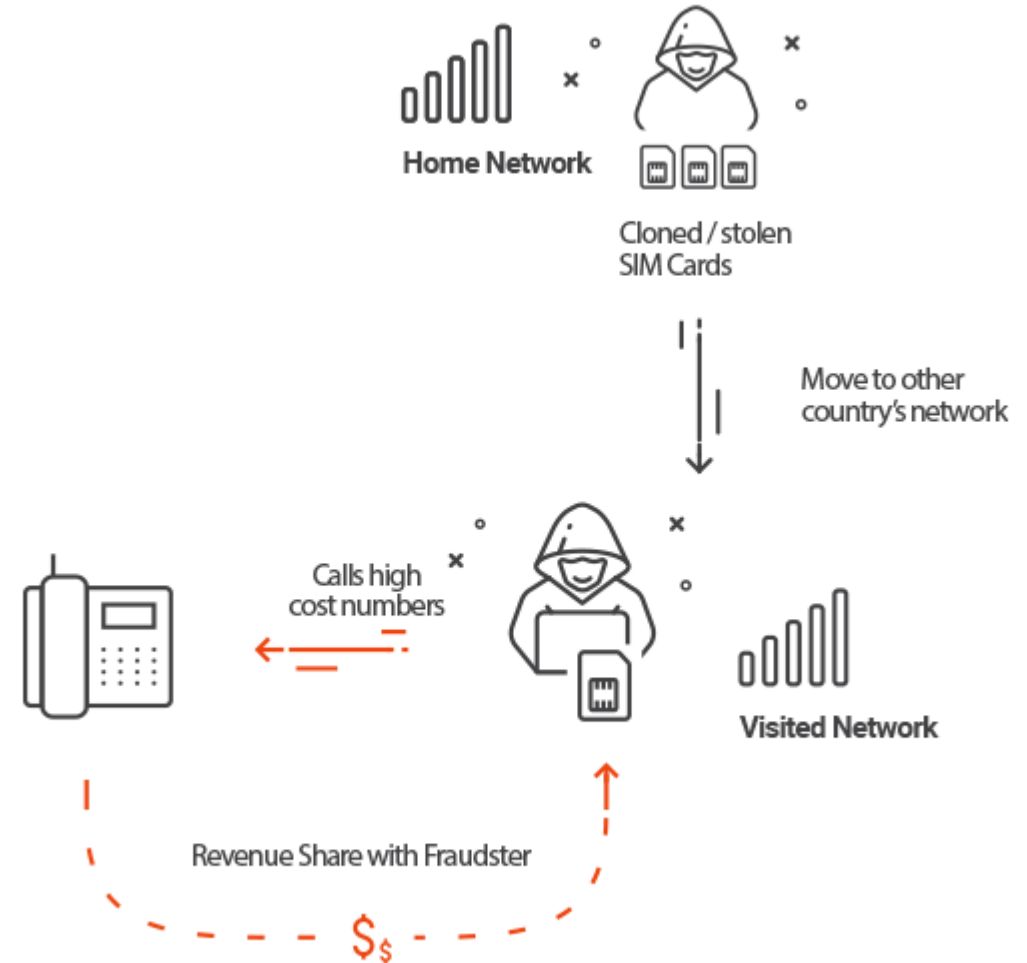 Home Network
Cloned / stolen
SIM Cards
Move to other
country's network
Calls high
cost numbers
Visited Network
Revenue Share with Fraudster
$$